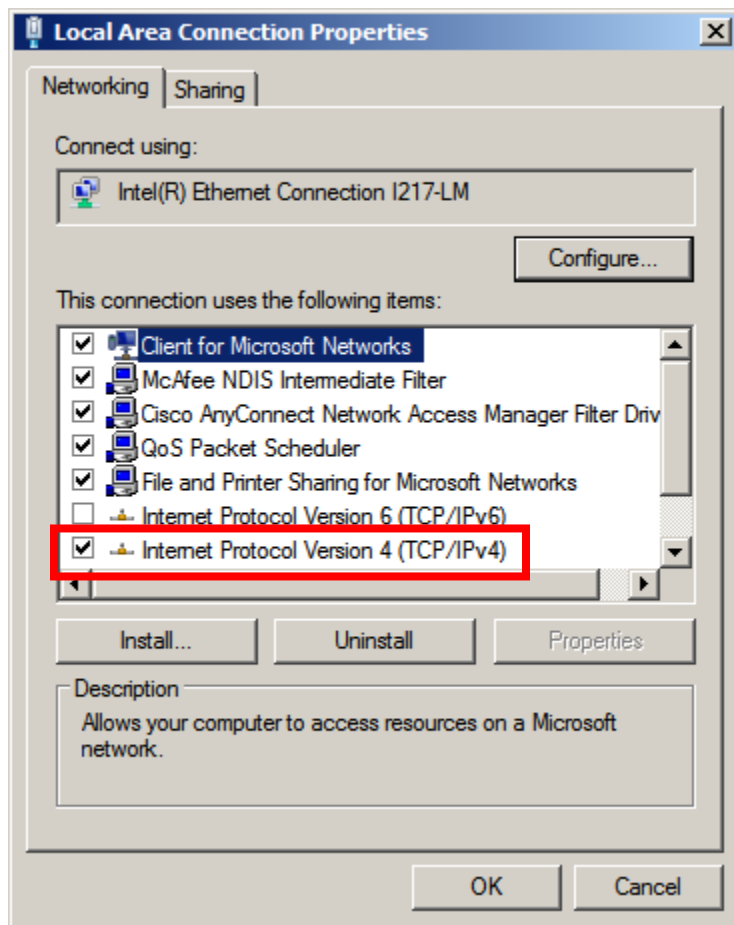 Local Area Connection Properties
Networking
Sharing
Connect using:
Intel(R) Ethernet Connection I217-LM
Configure...
This connection uses the following items:
Client for Microsoft Networks
McAfee NDIS Intermediate Filter
Cisco AnyConnect Network Access Manager Filter Driv
QoS Packet Scheduler
File and Printer Sharing for Microsoft Networks
Internet Protocol Version 6 (TCP/IPv6)
Internet Protocol Version 4 (TCP/IPv4)
Install...
Uninstall
Properties
Description
Allows your computer to access resources on a Microsoft
network.
OK
Cancel